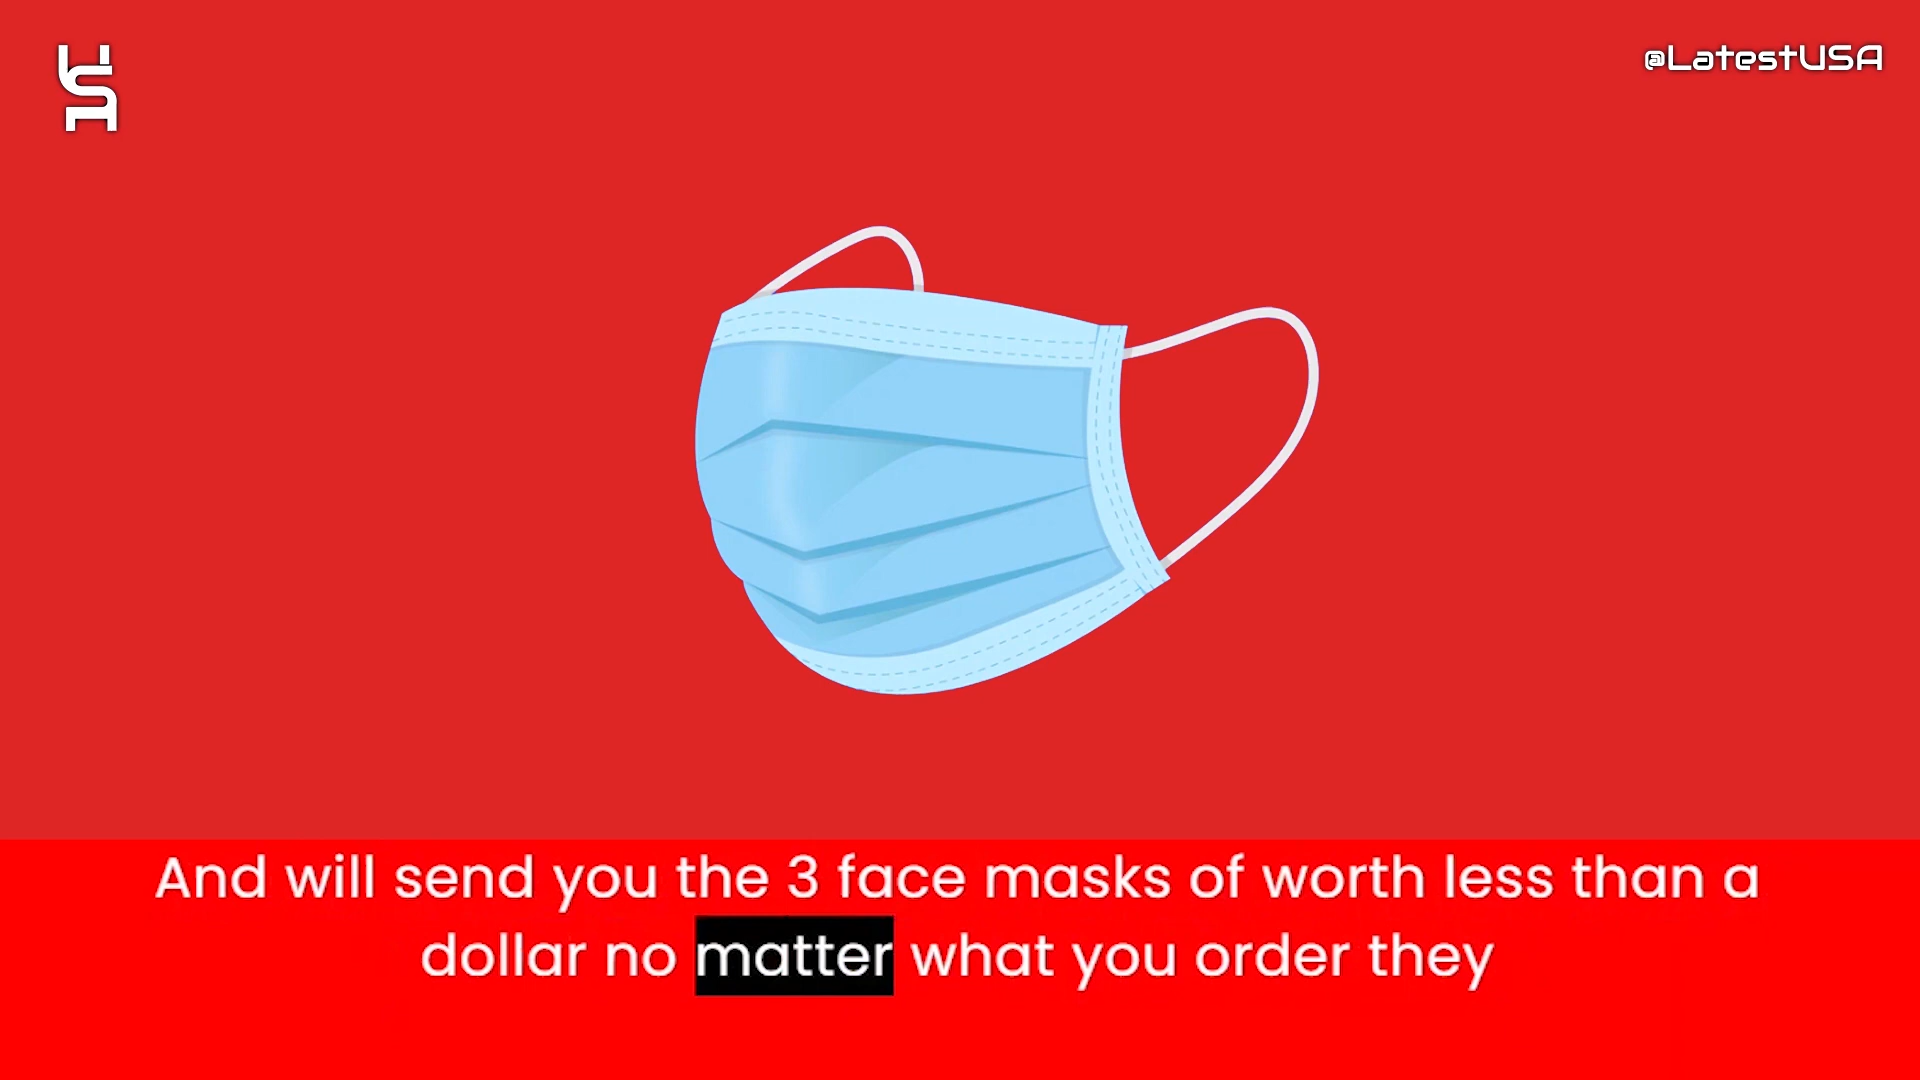 USA
@LatestUSA
And will send you the 3 face masks of worth less than a
dollar no matter what you order they